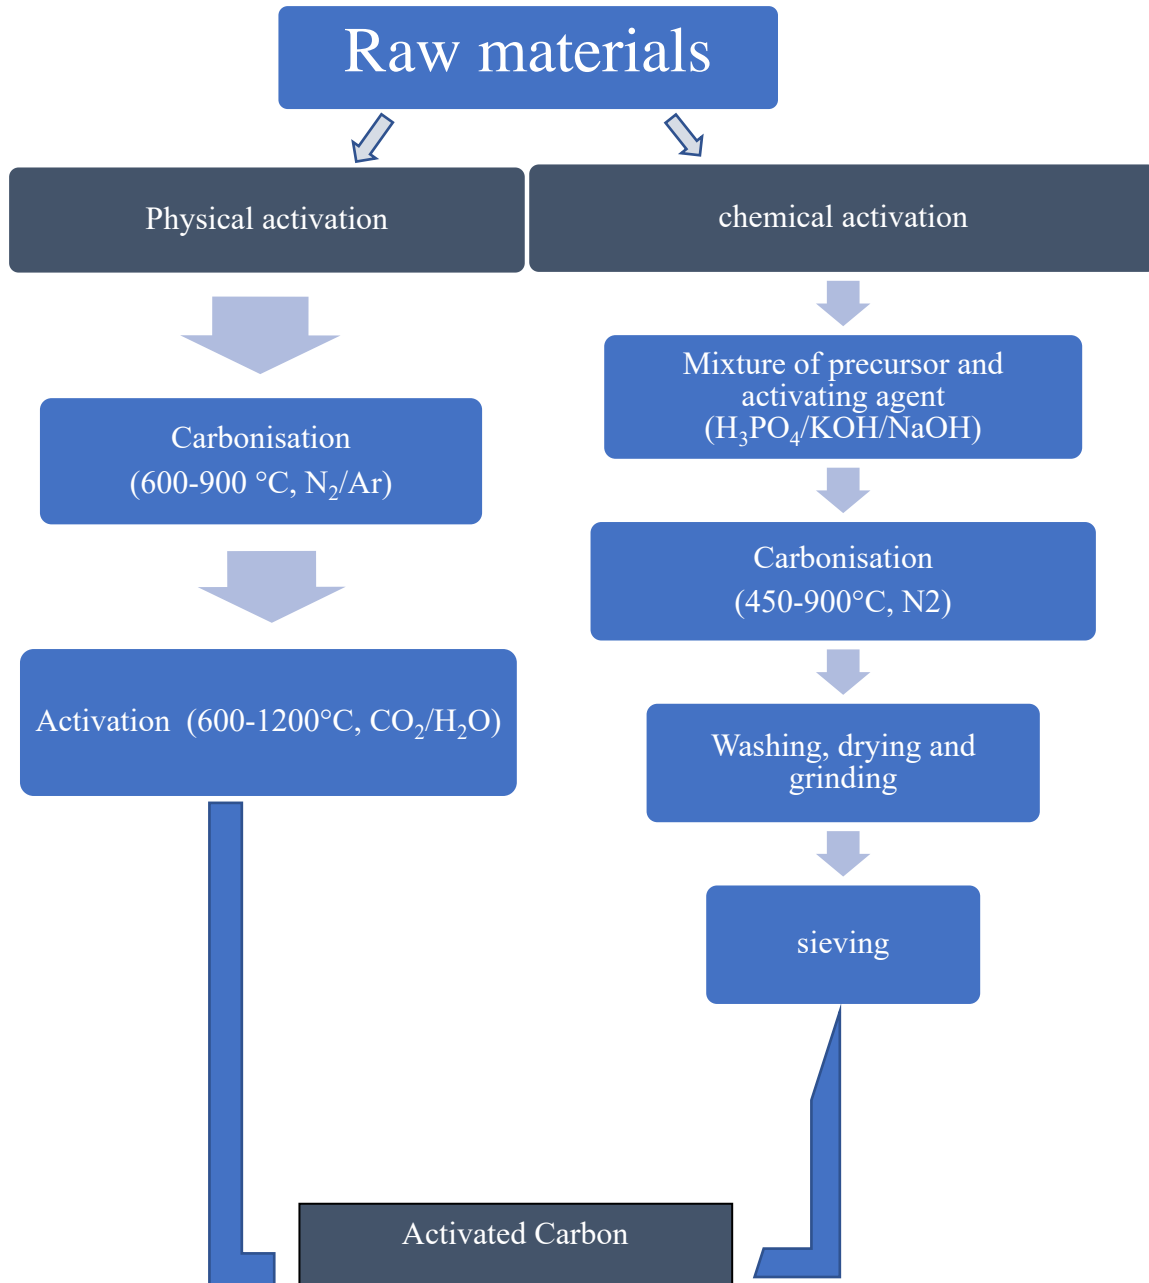 Raw materials
Physical activation
chemical activation
Carbonisation
(600-900 °C, N₂/Ar)
Activation  (600-1200°C, CO₂/H₂O)
Mixture of precursor and
activating agent
(H₃PO₄/KOH/NaOH)
Carbonisation
(450-900°C, N2)
Washing, drying and
grinding
sieving
Activated Carbon